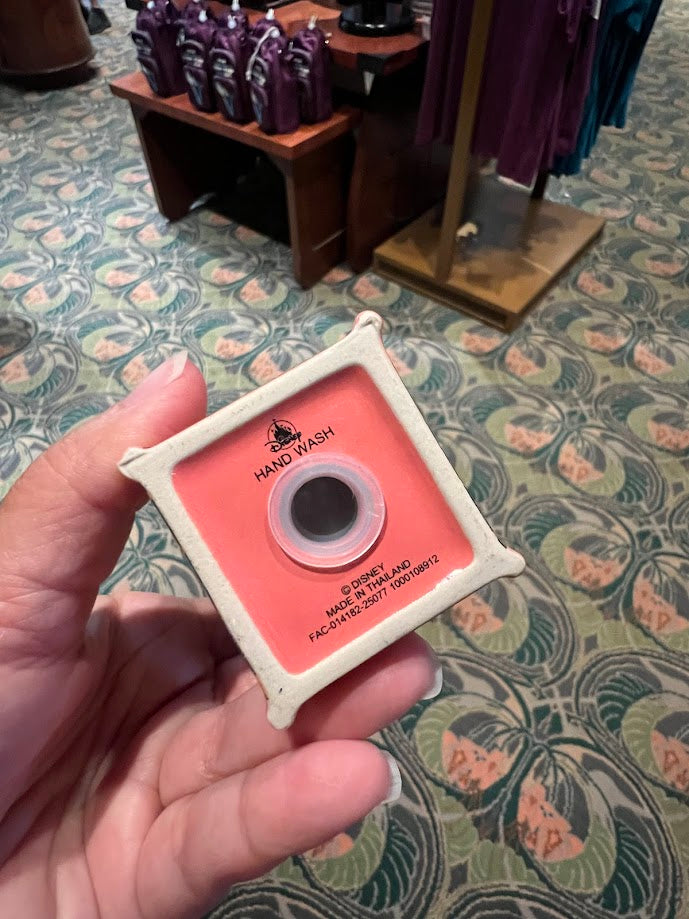 Disney
HAND WASH
© DISNEY
MADE IN THAILAND
FAC-014182-25077 1000108912